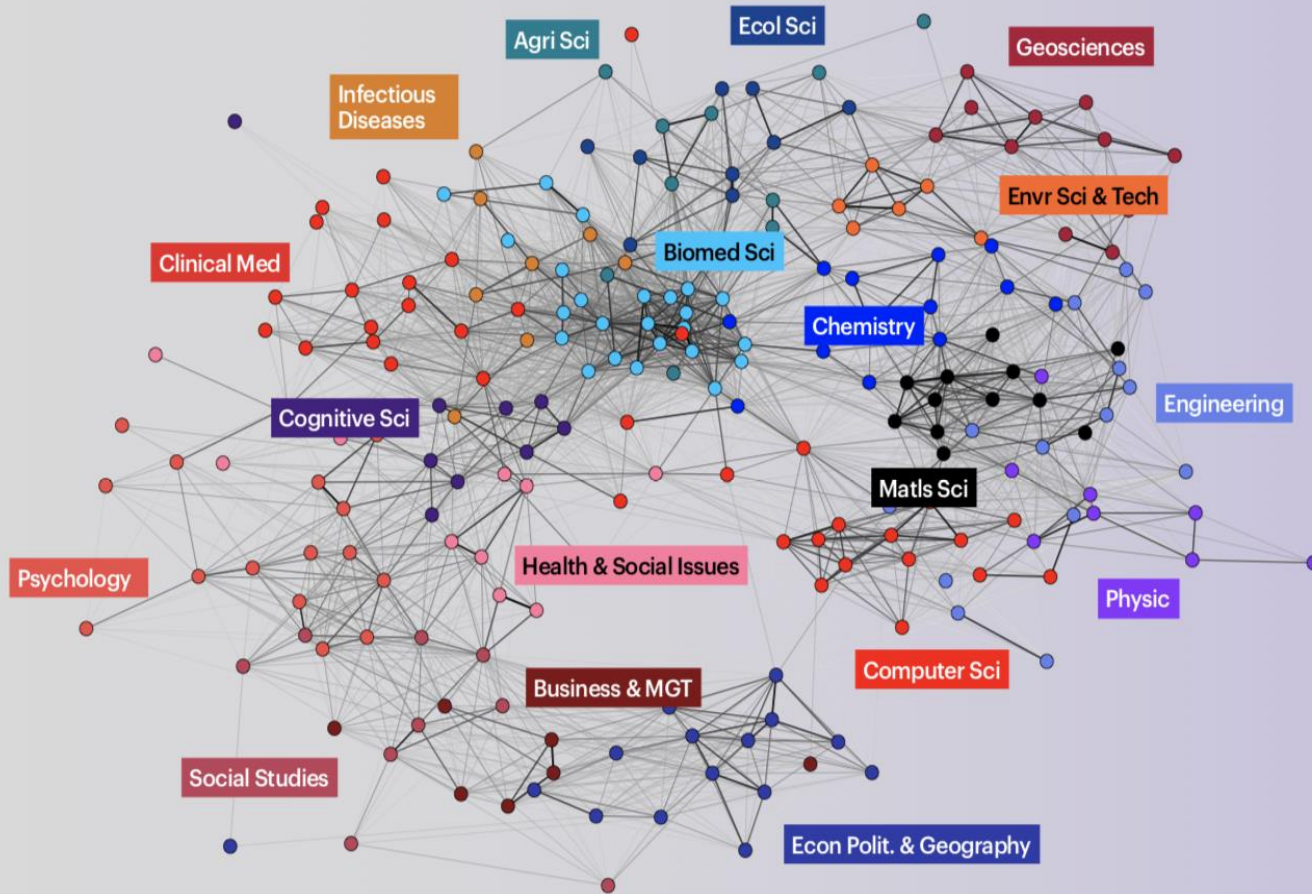 Ecol Sci
Agri Sci
Geosciences
Infectious
Diseases
Envr Sci & Tech
Biomed Sci
Clinical Med
Chemistry
Engineering
Cognitive Sci
Matls Sci
Health & Social Issues
Psychology
Physic
Computer Sci
Business & MGT
Social Studies
Econ Polit. & Geography